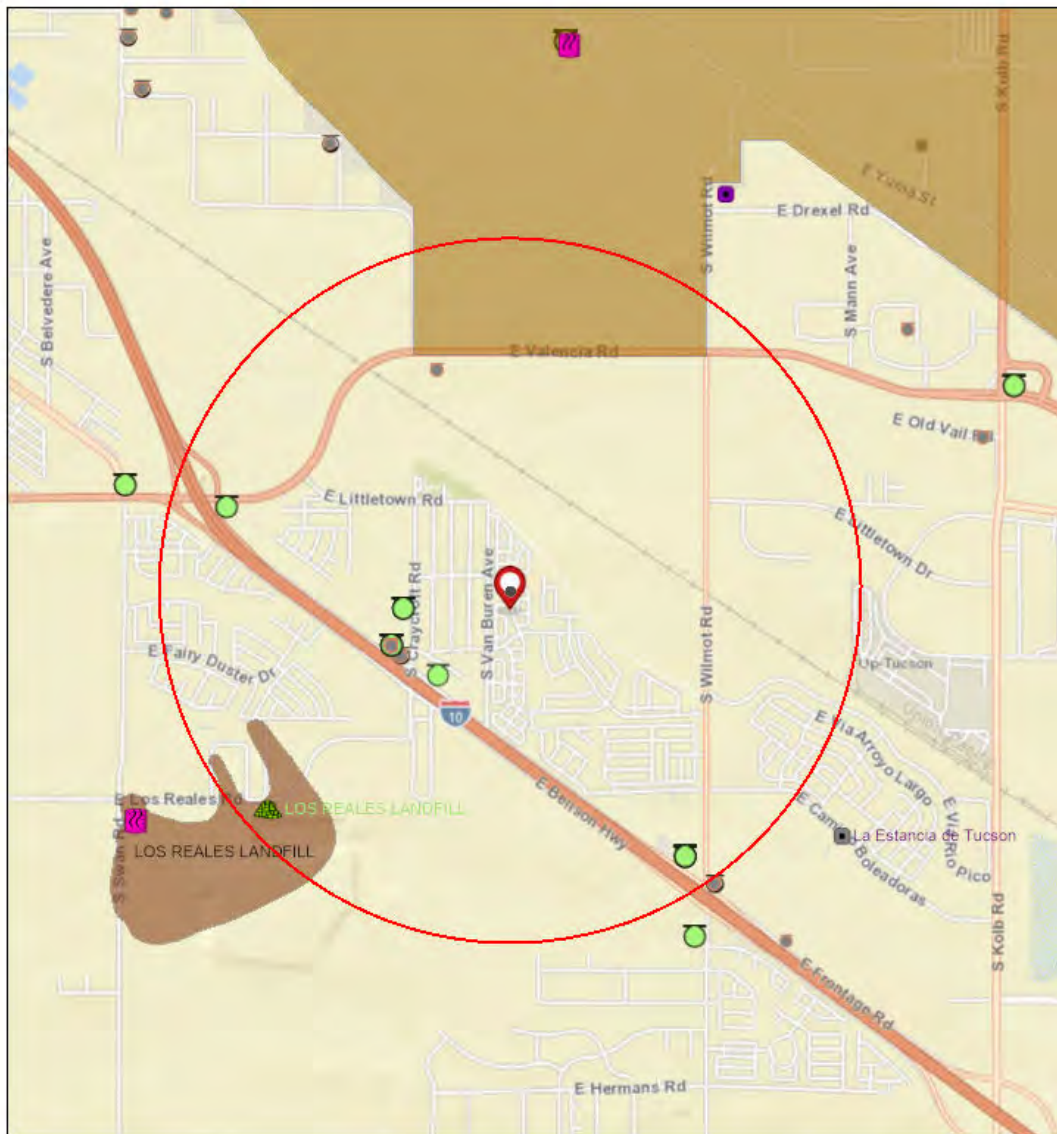 S Kolb Rd
E Yuma St
S Wilmot Rd
E Drexel Rd
S Belvedere Ave
S Mann Ave
E Valencia Rd
E Old Vail Rd
E Littletown Rd
E Littletown Dr
S Craycroft Rd
S Van Buren Ave
S Wilmot Rd
E Fairy Duster Dr
Up-Tucson
10
E Via Arroyo Largo
E Los Reales Rd
LOS REALES LANDFILL
E Benson Hwy
E Camino Boleadoras
La Estancia de Tucson
E Via Rio Pico
LOS REALES LANDFILL
S Swan Rd
S Kolb Rd
E Frontage Rd
E Hermans Rd